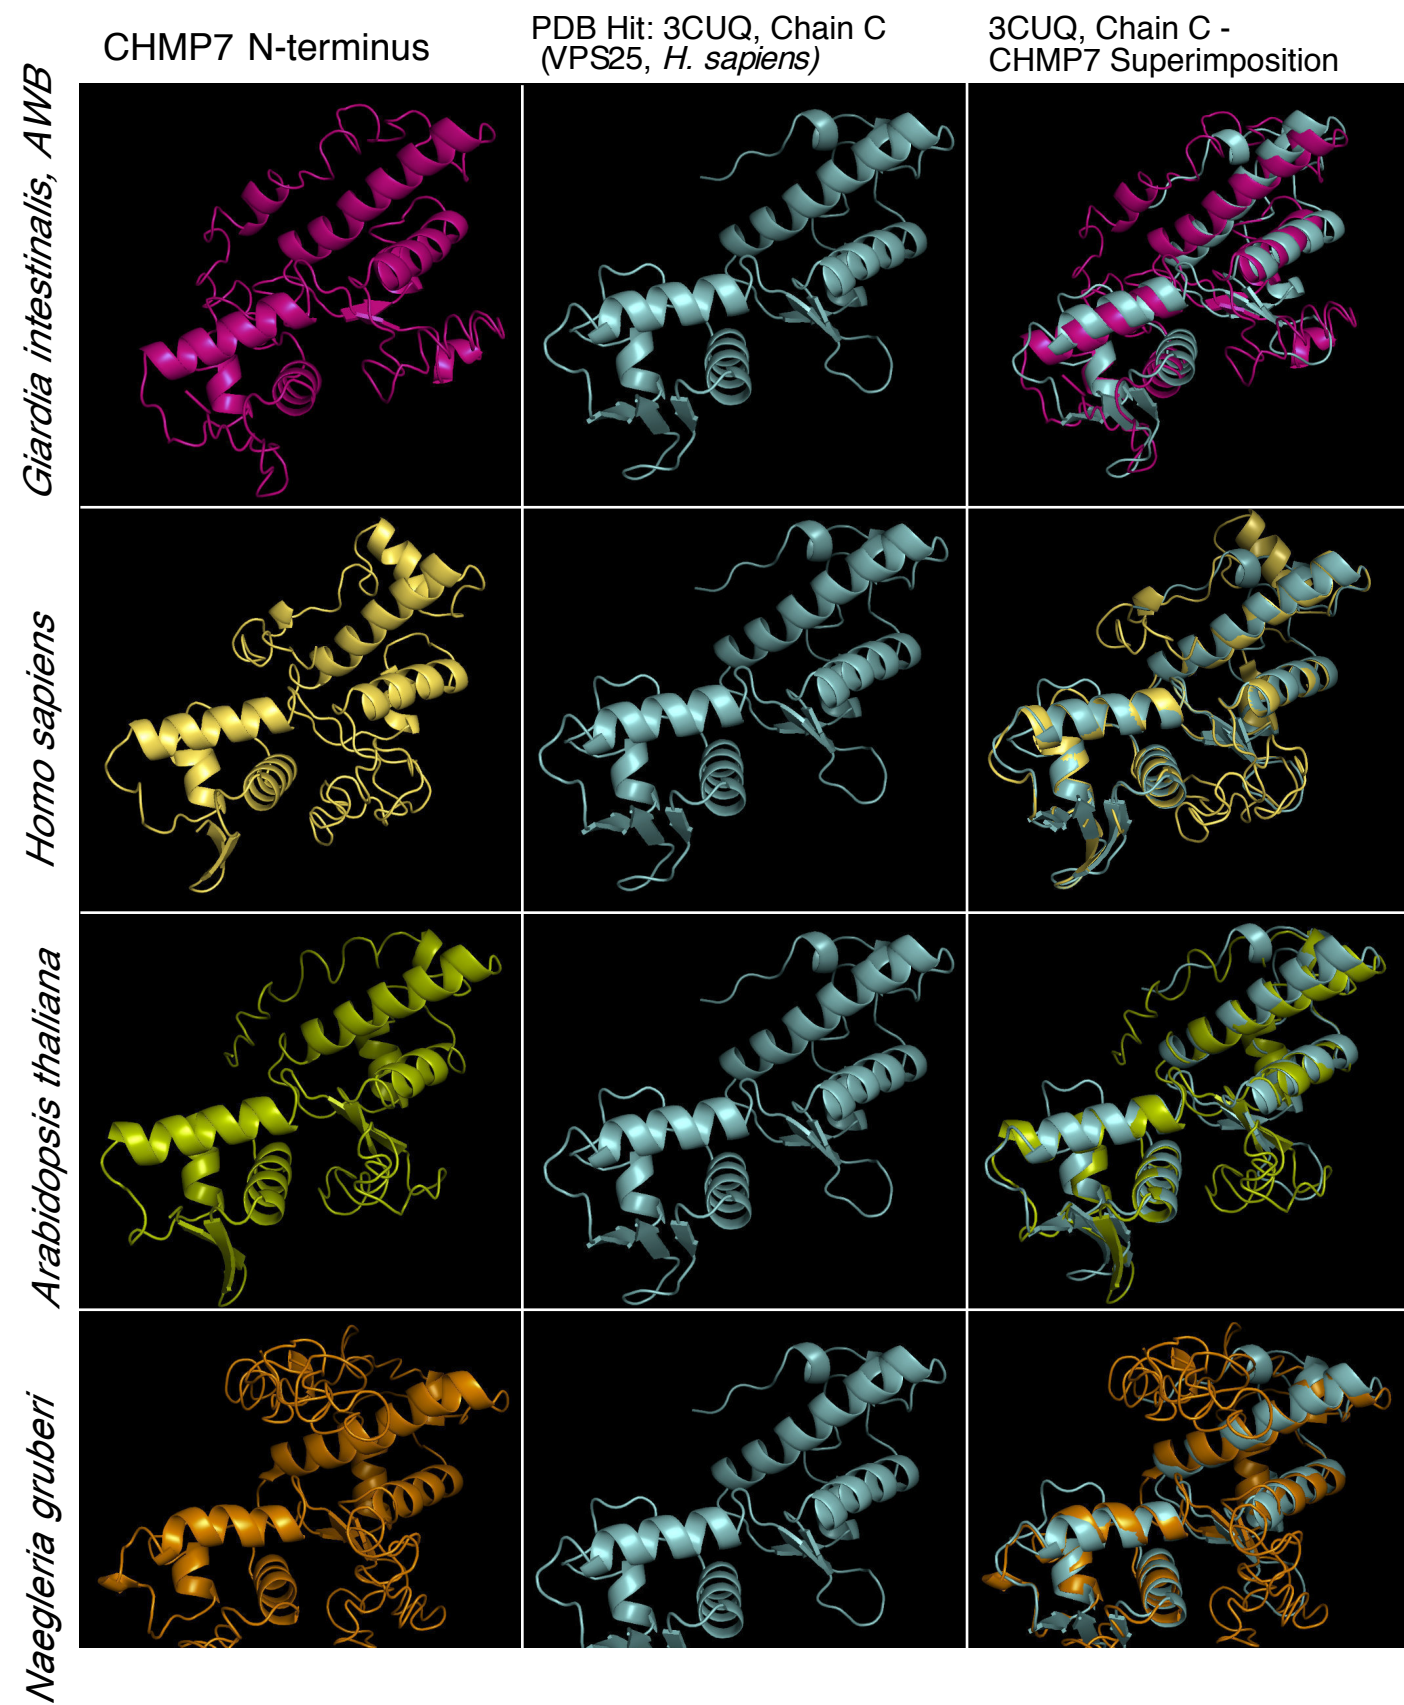 CHMP7 N-terminus
PDB Hit: 3CUQ, Chain C
(VPS25, H. sapiens)
3CUQ, Chain C -
CHMP7 Superimposition
Giardia intestinalis, AWB
Homo sapiens
Arabidopsis thaliana
Naegleria gruberi